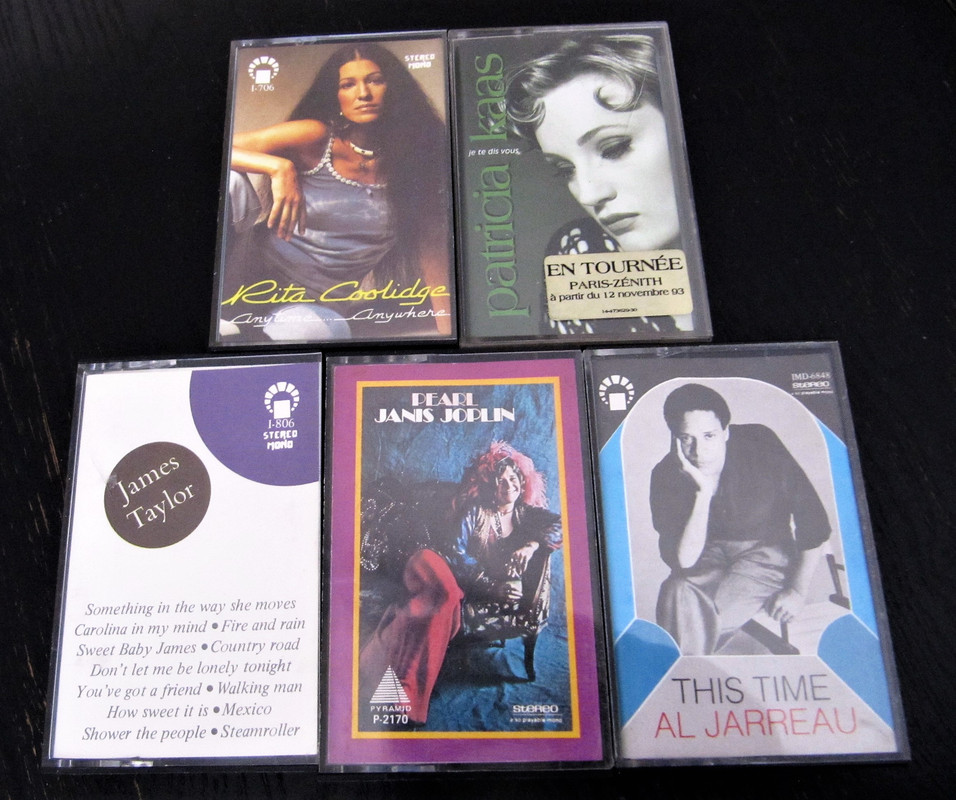 I-706
STEREO
MONO
Rita Coolidge
Anytime.....Anywhere
patricia kaas
je te dis vous
EN TOURNÉE
PARIS-ZÉNITH
à partir du 12 novembre 93
I-806
STEREO
MONO
James
Taylor
Something in the way she moves
Carolina in my mind • Fire and rain
Sweet Baby James • Country road
Don't let me be lonely tonight
You've got a friend • Walking man
How sweet it is • Mexico
Shower the people • Steamroller
PEARL
JANIS JOPLIN
PYRAMID
P-2170
STEREO
IMD-6848
STEREO
THIS TIME
AL JARREAU